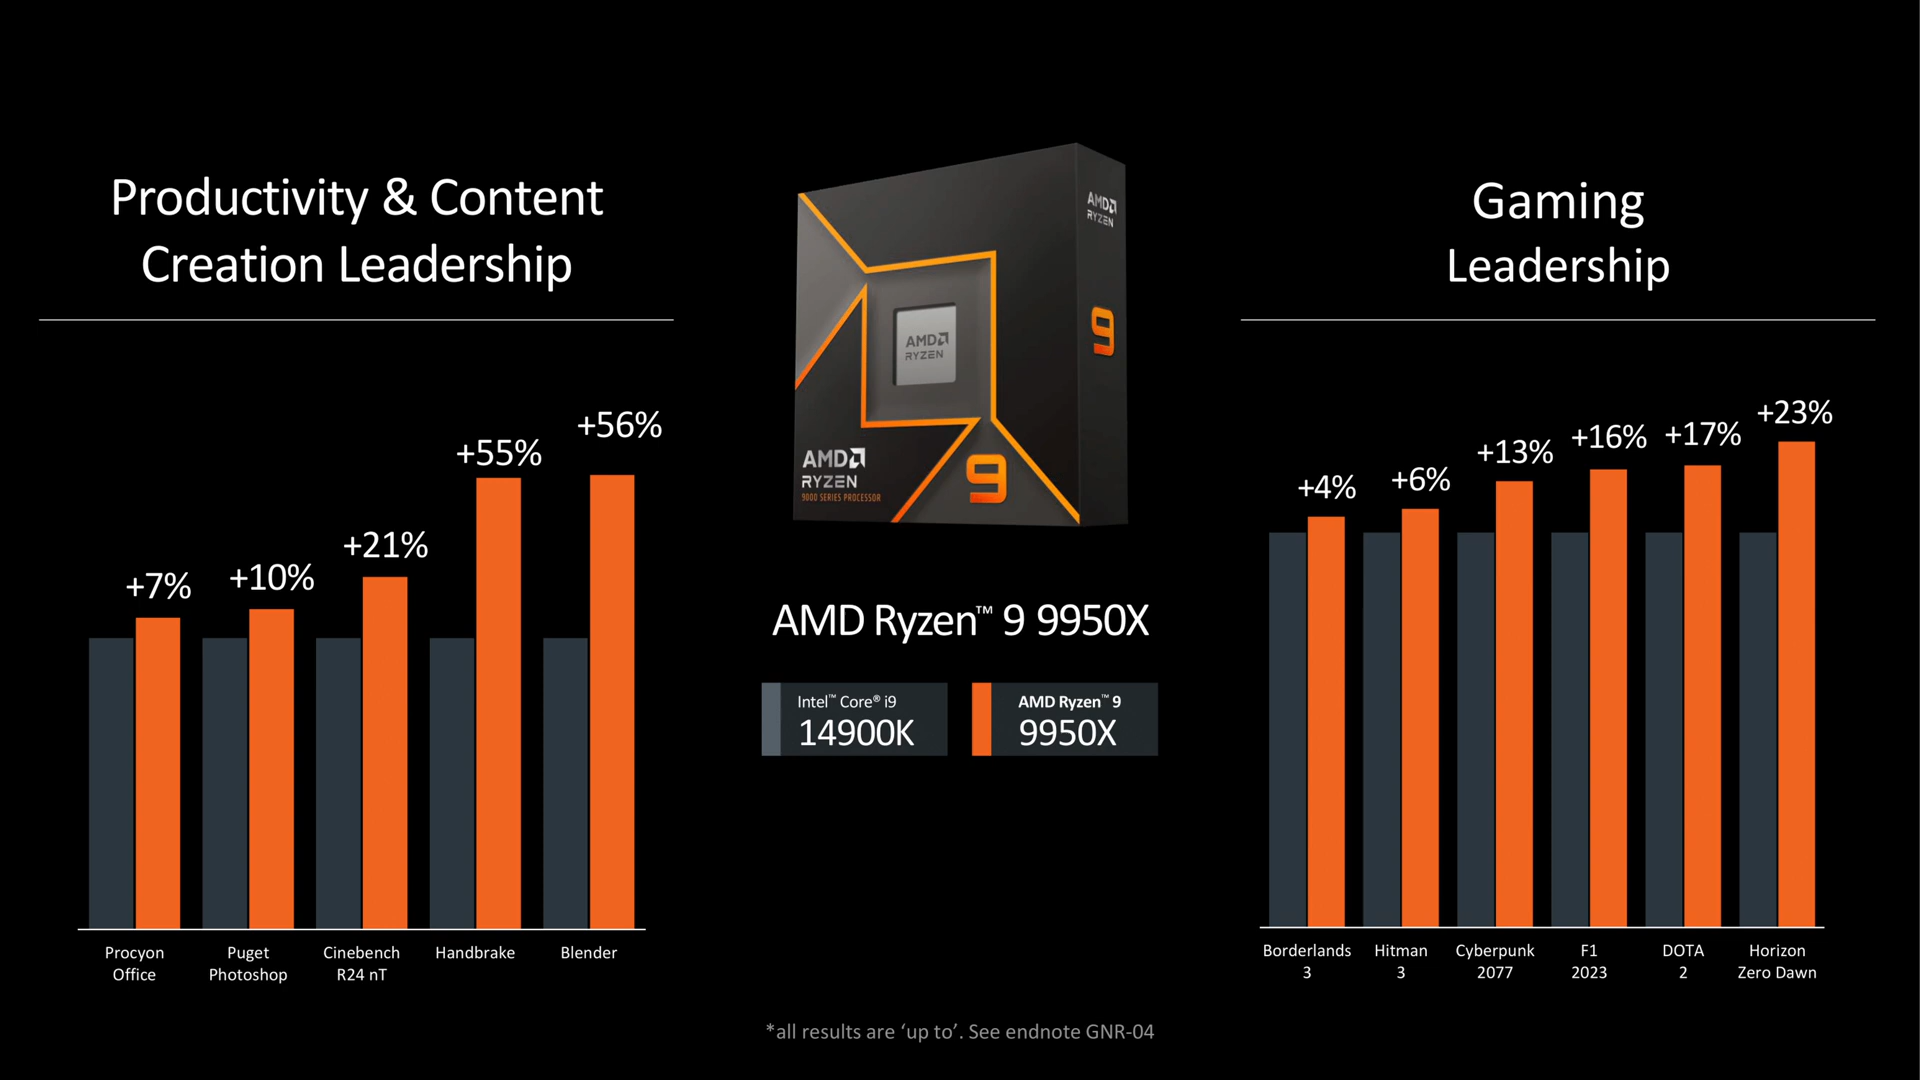 Productivity & Content
Creation Leadership
+7%
+10%
+21%
+55%
+56%
Procyon
Office
Puget
Photoshop
Cinebench
R24 nT
Handbrake
Blender
AMD
RYZEN
9
AMD
RYZEN
AMD
RYZEN
9000 SERIES PROCESSOR
9
AMD Ryzen™ 9 9950X
Intel™ Core® i9
14900K
AMD Ryzen™ 9
9950X
Gaming
Leadership
+4%
+6%
+13%
+16%
+17%
+23%
Borderlands
3
Hitman
3
Cyberpunk
2077
F1
2023
DOTA
2
Horizon
Zero Dawn
*all results are ‘up to’. See endnote GNR-04